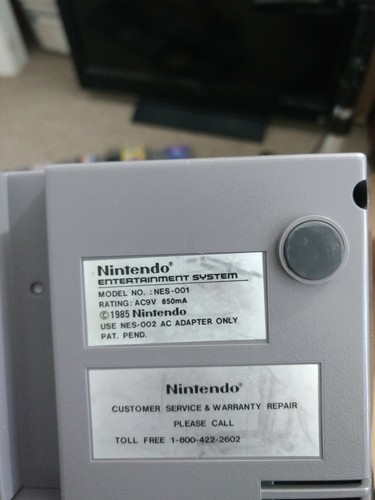 Nintendo®
ENTERTAINMENT SYSTEM
MODEL NO. : NES-001
RATING: AC9V 850mA
©1985 Nintendo
USE NES-002 AC ADAPTER ONLY
PAT. PEND.
Nintendo®
CUSTOMER SERVICE & WARRANTY REPAIR
PLEASE CALL
TOLL FREE 1-800-422-2602